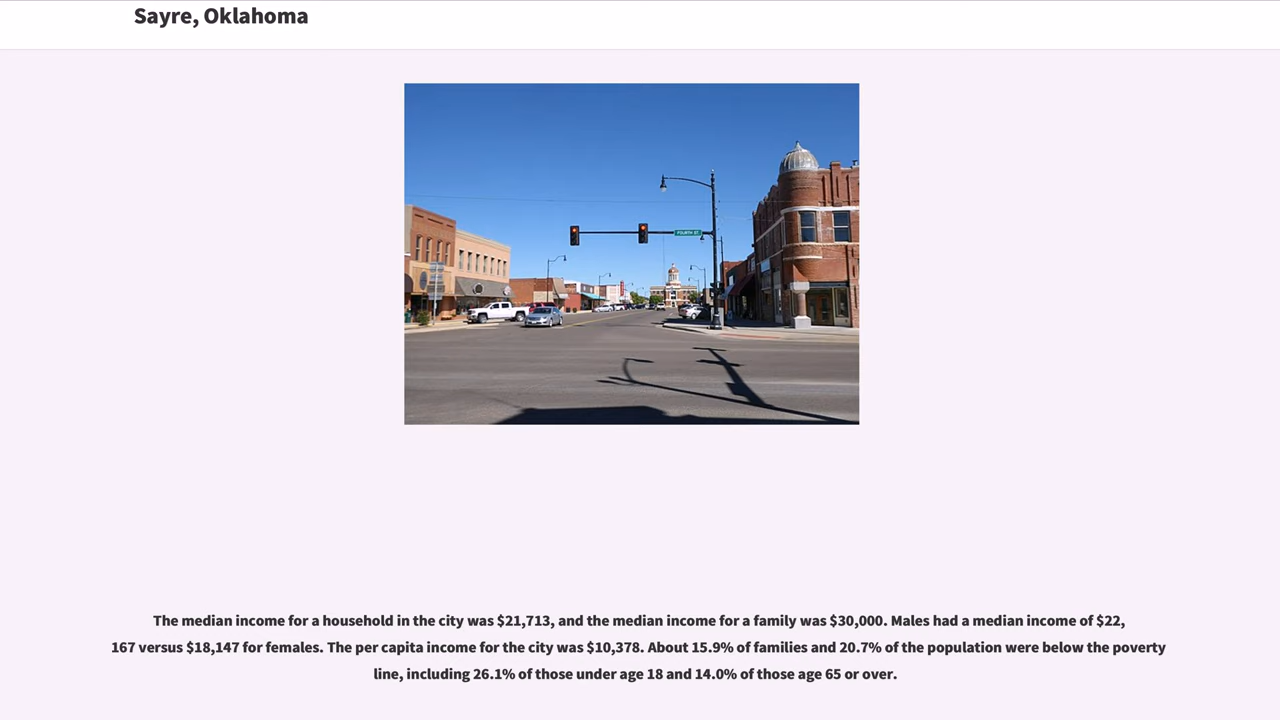 Sayre, Oklahoma
FOURTH ST.
The median income for a household in the city was $21,713, and the median income for a family was $30,000. Males had a median income of $22,
167 versus $18,147 for females. The per capita income for the city was $10,378. About 15.9% of families and 20.7% of the population were below the poverty
line, including 26.1% of those under age 18 and 14.0% of those age 65 or over.